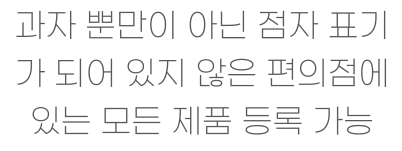 과자 뿐만이 아닌 점자 표기
가 되어 있지 않은 편의점에
있는 모든 제품 등록 가능